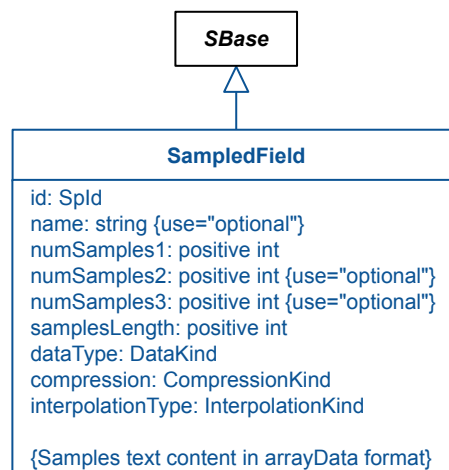 SBase
SampledField
id: SpId
name: string {use="optional"}
numSamples1: positive int
numSamples2: positive int {use="optional"}
numSamples3: positive int {use="optional"}
samplesLength: positive int
dataType: DataKind
compression: CompressionKind
interpolationType: InterpolationKind
{Samples text content in arrayData format}